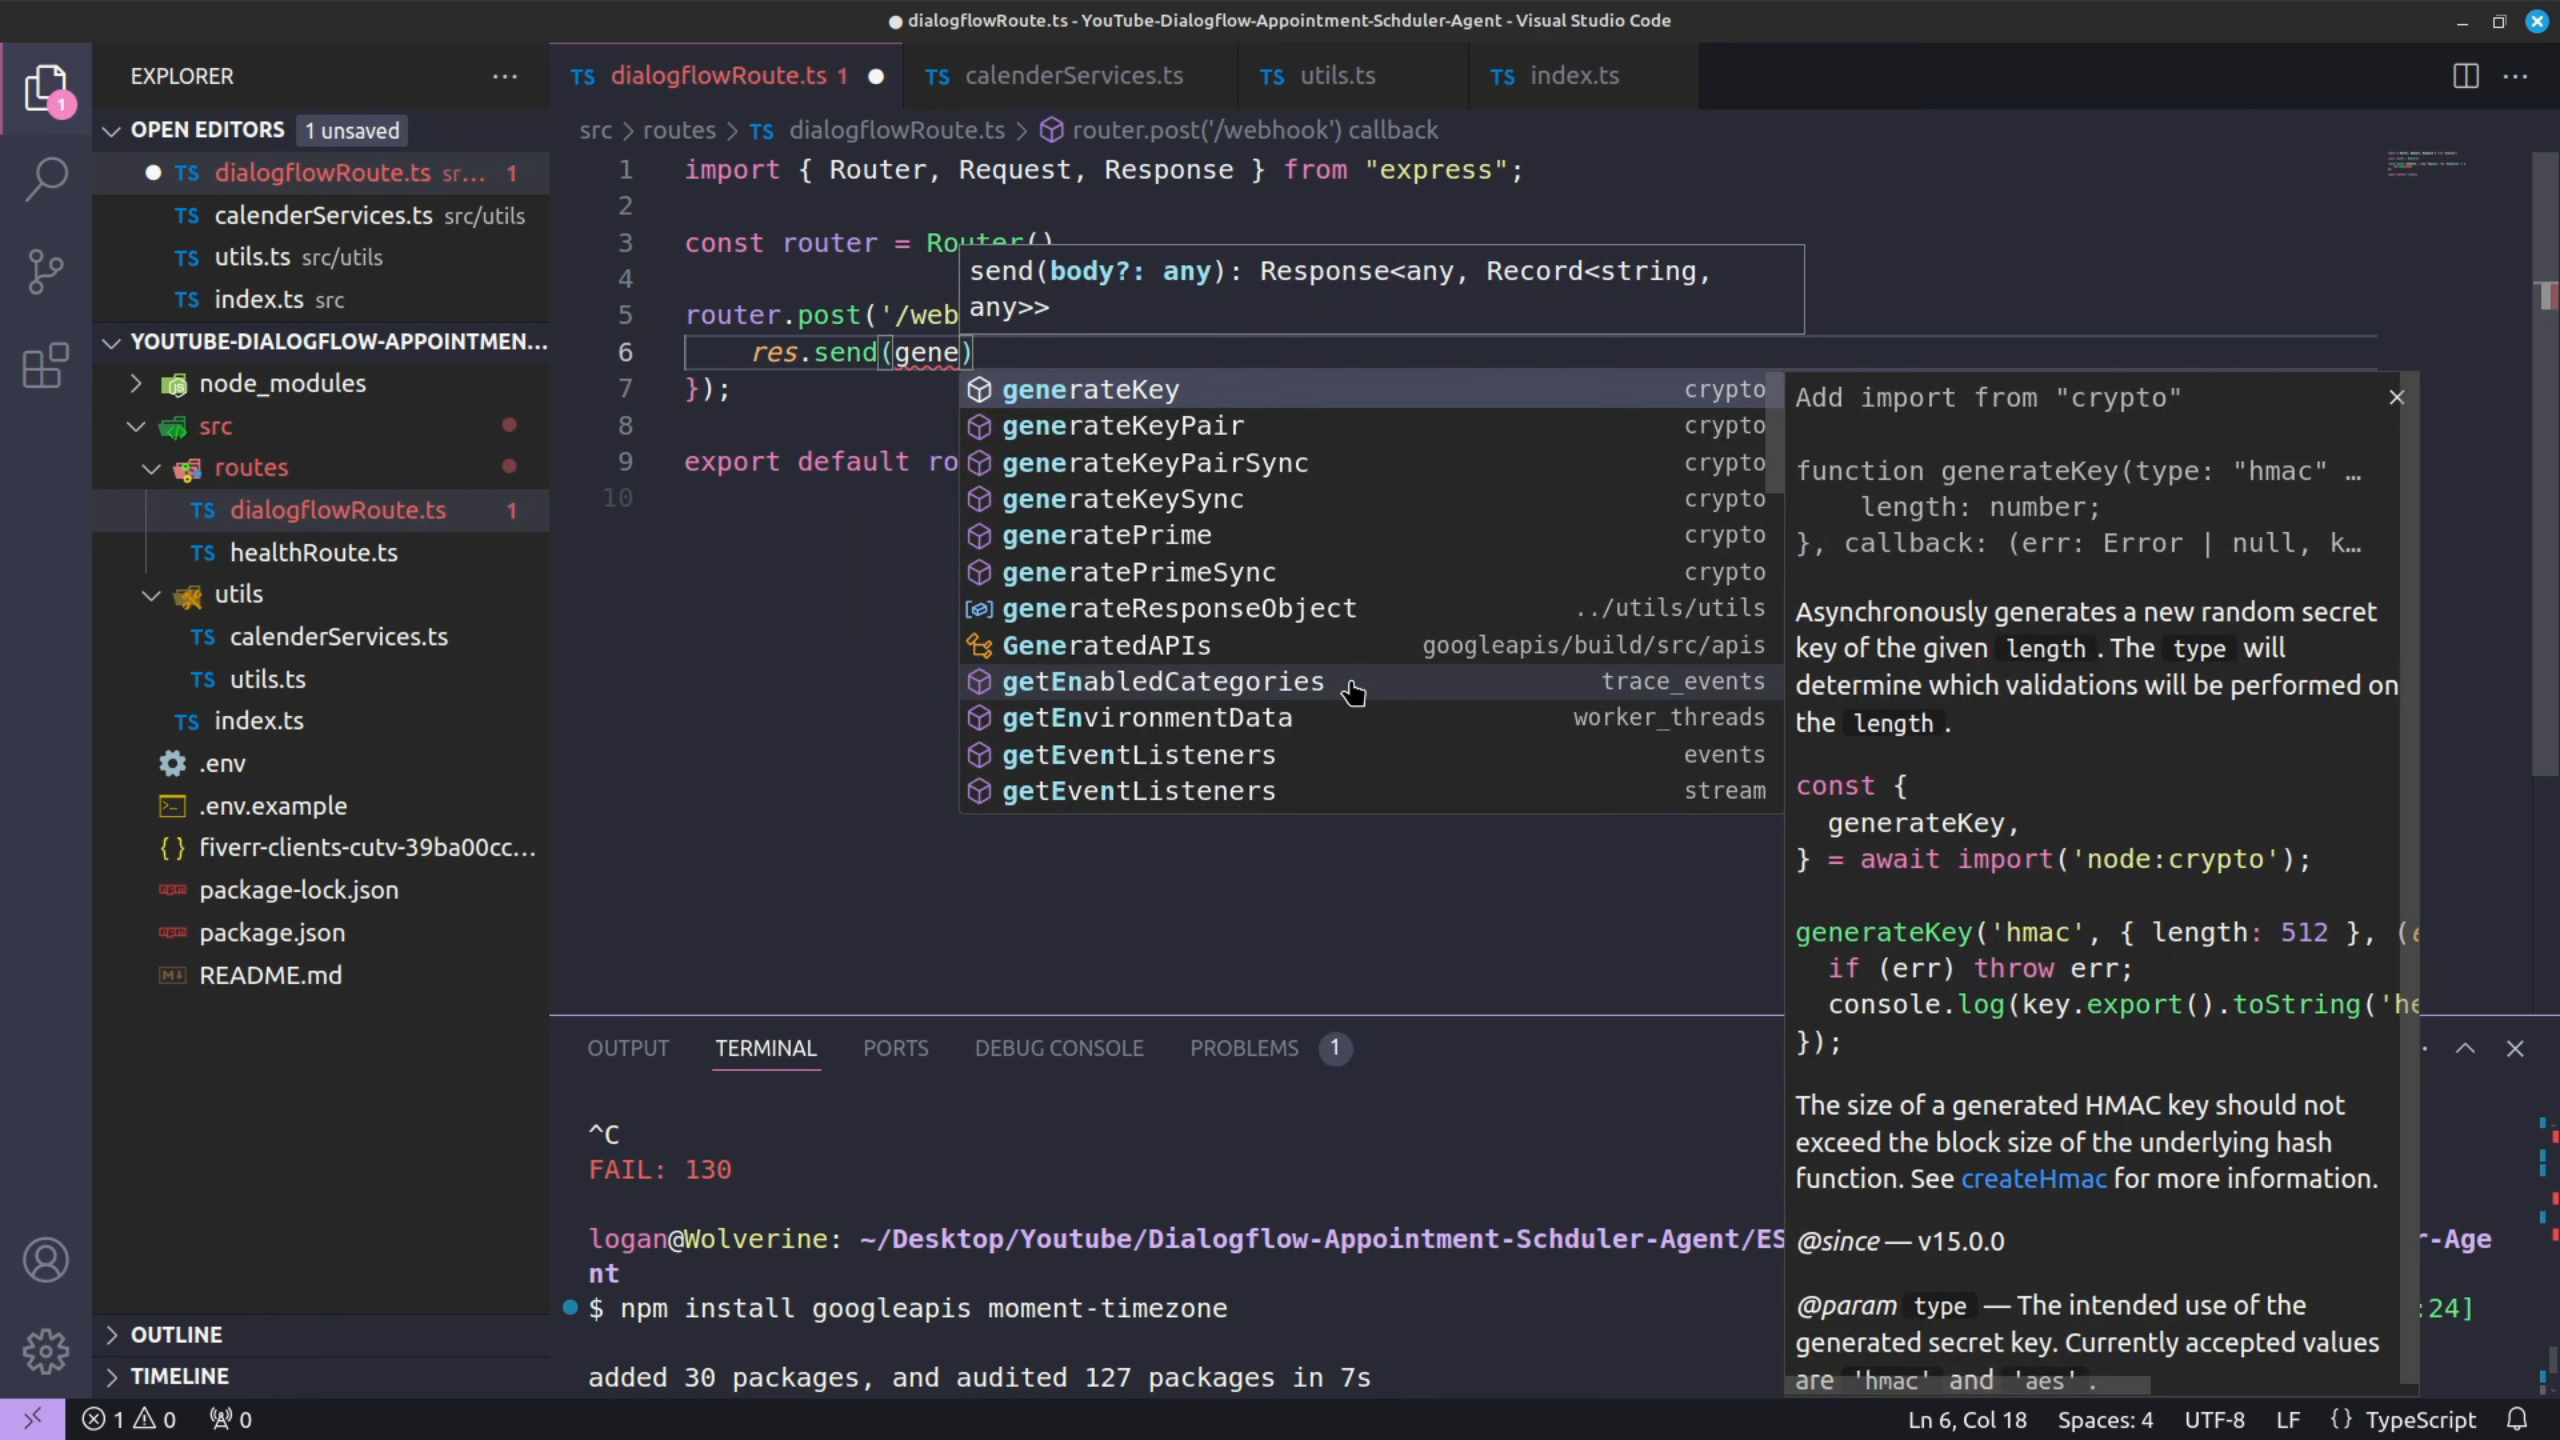 dialogflowRoute.ts - YouTube-Dialogflow-Appointment-Schduler-Agent - Visual Studio Code
EXPLORER
OPEN EDITORS 1 unsaved
dialogflowRoute.ts sr... 1
calenderServices.ts src/utils
utils.ts src/utils
index.ts src
YOUTUBE-DIALOGFLOW-APPOINTMEN...
node_modules
src
routes
dialogflowRoute.ts 1
healthRoute.ts
utils
calenderServices.ts
utils.ts
index.ts
.env
.env.example
fiverr-clients-cutv-39ba00cc...
package-lock.json
package.json
README.md
OUTLINE
TIMELINE
TS dialogflowRoute.ts 1
TS calenderServices.ts
TS utils.ts
TS index.ts
src > routes > TS dialogflowRoute.ts > router.post('/webhook') callback
1 import { Router, Request, Response } from "express";
2
3 const router = Router()
4
5 router.post('/web
6 res.send(gene)
7 });
8
9 export default ro
10
send(body?: any): Response<any, Record<string,
any>>
generateKey crypto
generateKeyPair crypto
generateKeyPairSync crypto
generateKeySync crypto
generatePrime crypto
generatePrimeSync crypto
generateResponseObject ../utils/utils
GeneratedAPIs googleapis/build/src/apis
getEnabledCategories trace_events
getEnvironmentData worker_threads
getEventListeners events
getEventListeners stream
Add import from "crypto"
function generateKey(type: "hmac" …
length: number;
}, callback: (err: Error | null, k…
Asynchronously generates a new random secret
key of the given length . The type will
determine which validations will be performed on
the length .
const {
generateKey,
} = await import('node:crypto');
generateKey('hmac', { length: 512 }, (
if (err) throw err;
console.log(key.export().toString('he
});
The size of a generated HMAC key should not
exceed the block size of the underlying hash
function. See createHmac for more information.
@since — v15.0.0
@param type — The intended use of the
generated secret key. Currently accepted values
are 'hmac' and 'aes' .
OUTPUT TERMINAL PORTS DEBUG CONSOLE PROBLEMS 1
^C
FAIL: 130
logan@Wolverine: ~/Desktop/Youtube/Dialogflow-Appointment-Schduler-Agent/ES
r-Age
nt
$ npm install googleapis moment-timezone
:24]
added 30 packages, and audited 127 packages in 7s
1 0 0
Ln 6, Col 18 Spaces: 4 UTF-8 LF {} TypeScript